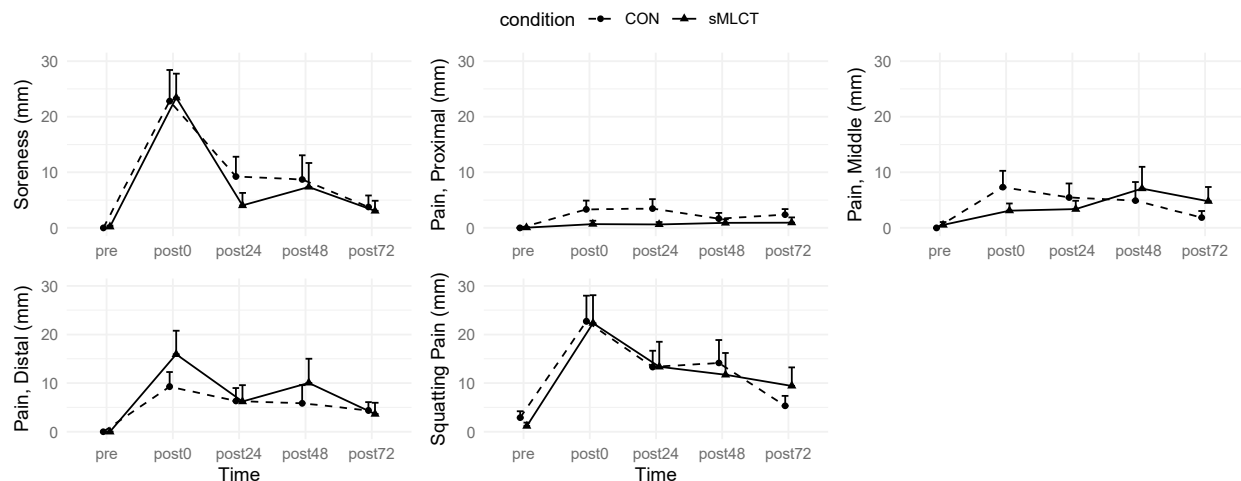 condition CON sMLCT
Soreness (mm)
30
20
10
0
pre post0 post24 post48 post72
Pain, Proximal (mm)
30
20
10
0
pre post0 post24 post48 post72
Pain, Middle (mm)
30
20
10
0
pre post0 post24 post48 post72
Pain, Distal (mm)
30
20
10
0
pre post0 post24 post48 post72
Time
Squatting Pain (mm)
30
20
10
0
pre post0 post24 post48 post72
Time